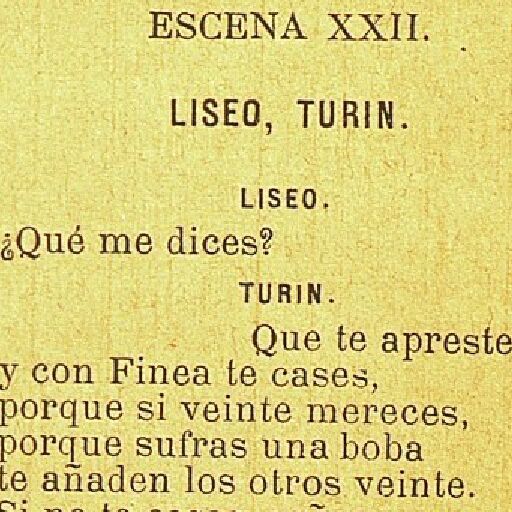 ESCENA XXII.
LISEO, TURIN.
LISEO.
¿Qué me dices?
TURIN.
Que te apreste
y con Finea te cases,
porque si veinte mereces,
porque sufras una boba
te añaden los otros veinte.